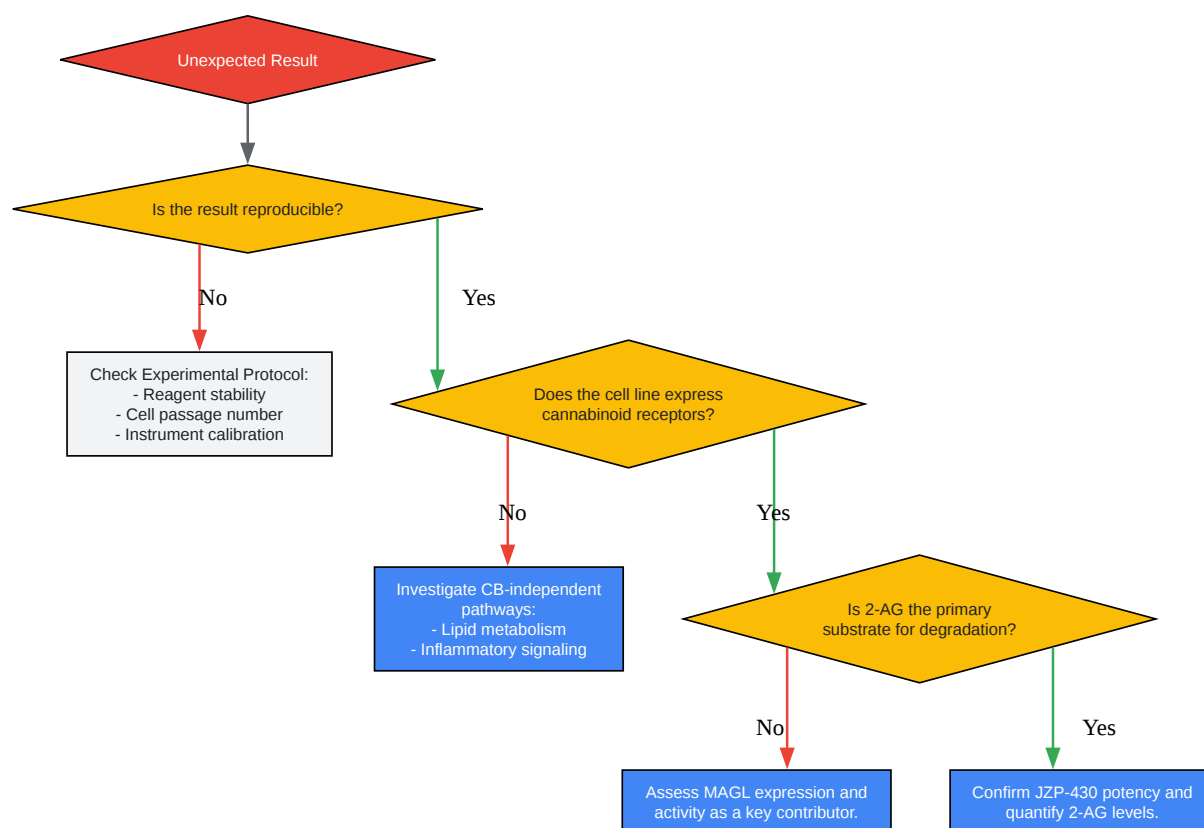 Unexpected Result
Is the result reproducible?
No
Yes
Check Experimental Protocol:
- Reagent stability
- Cell passage number
- Instrument calibration
Does the cell line express
cannabinoid receptors?
No
Yes
Investigate CB-independent
pathways:
- Lipid metabolism
- Inflammatory signaling
Is 2-AG the primary
substrate for degradation?
No
Yes
Assess MAGL expression and
activity as a key contributor.
Confirm JZP-430 potency and
quantify 2-AG levels.